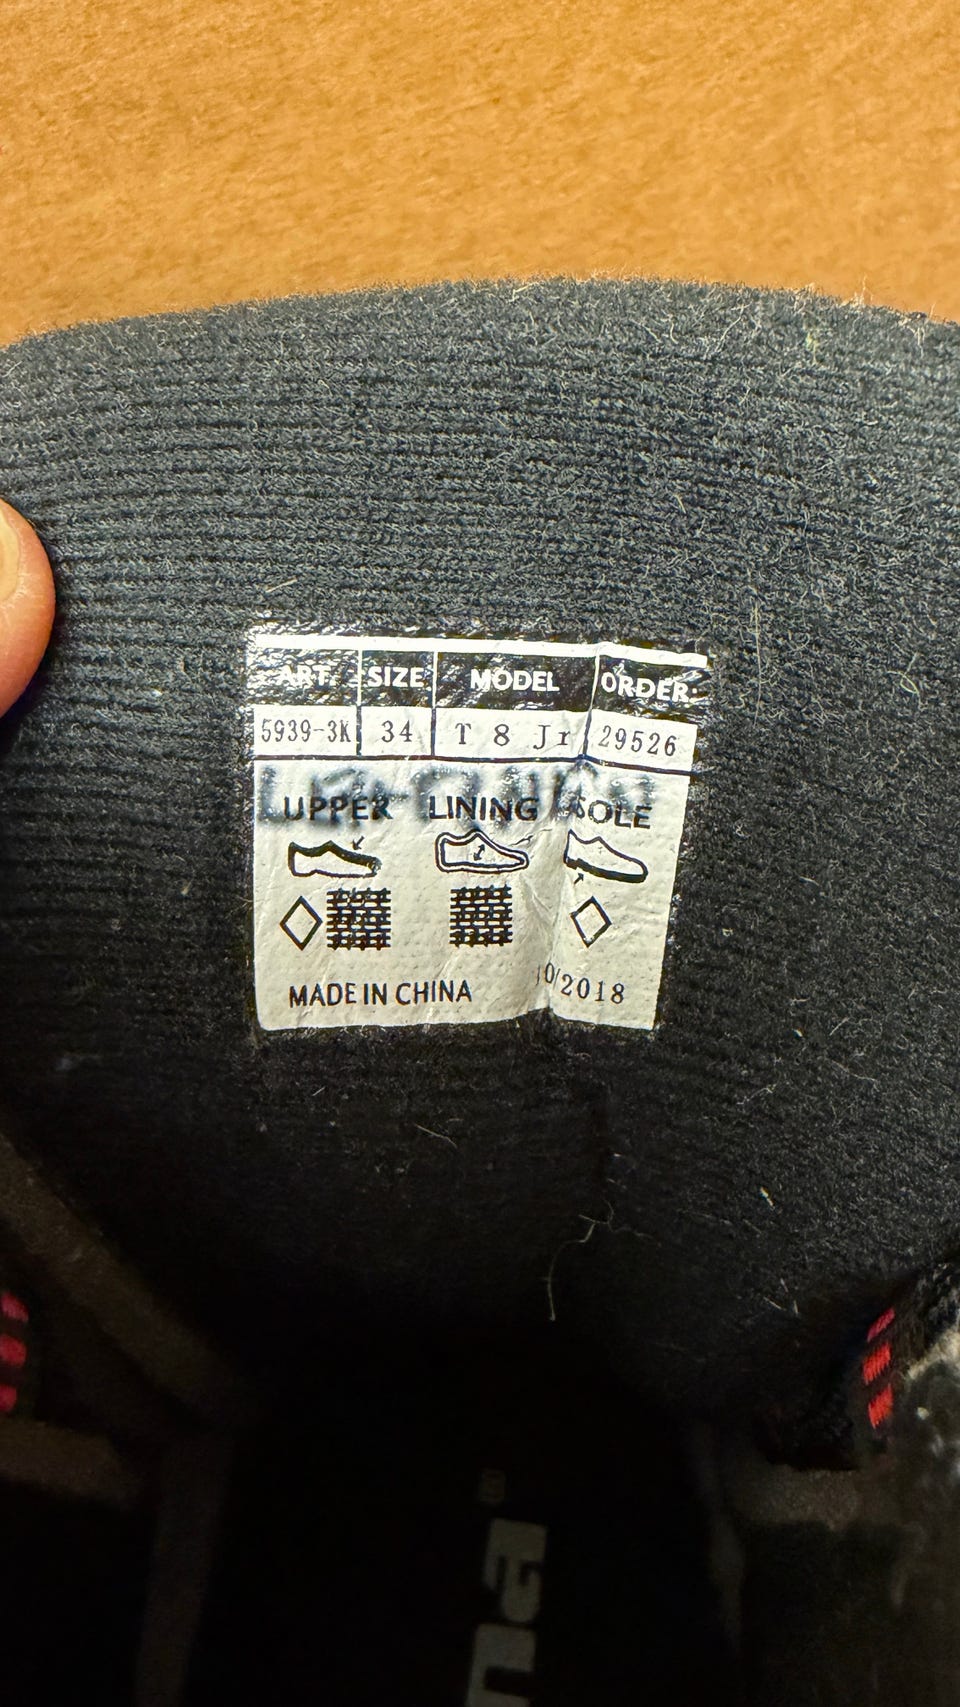 ART. SIZE MODEL ORDER:
5939-3K 34 T 8 Jr 29526
UPPER LINING SOLE
MADE IN CHINA 10/2018